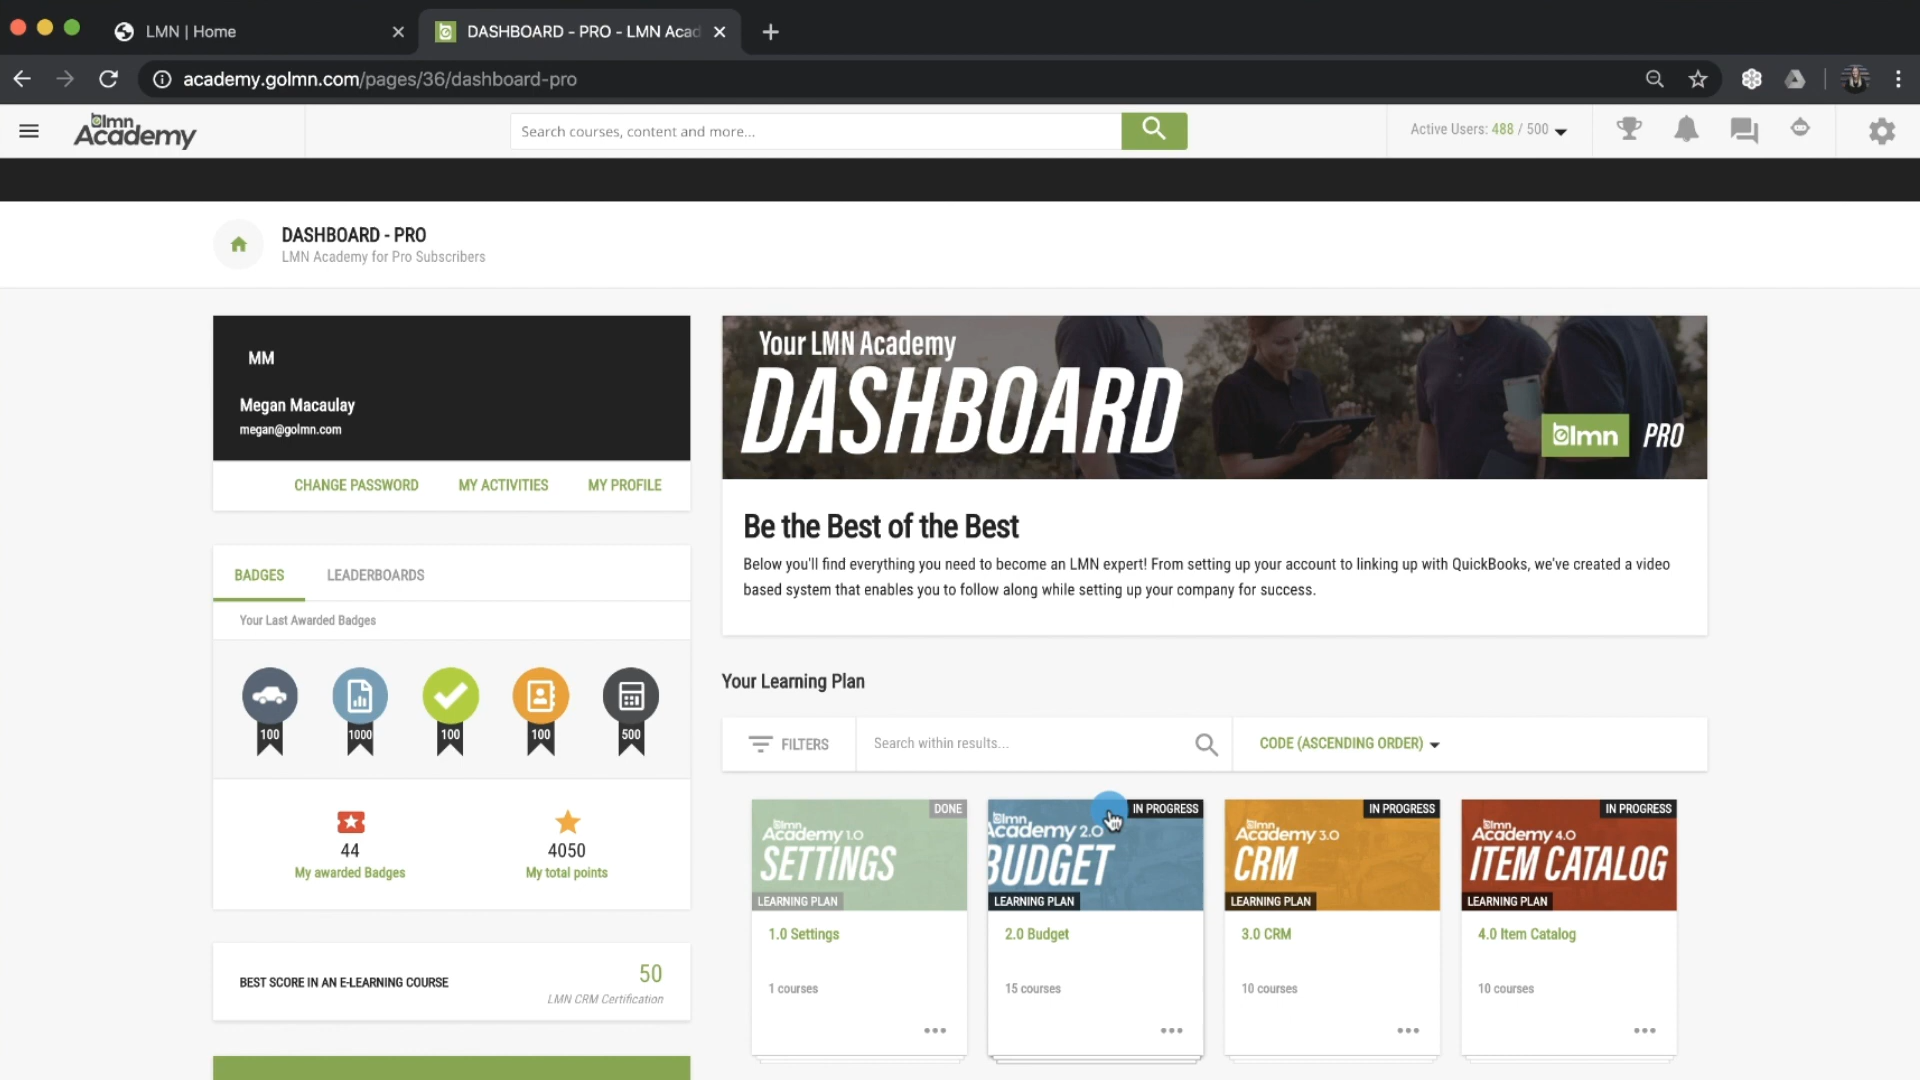 LMN | Home
DASHBOARD - PRO - LMN Acad
academy.golmn.com/pages/36/dashboard-pro
lmn
Academy
Search courses, content and more...
Active Users: 488 / 500
DASHBOARD - PRO
LMN Academy for Pro Subscribers
MM
Megan Macaulay
megan@golmn.com
CHANGE PASSWORD
MY ACTIVITIES
MY PROFILE
BADGES
LEADERBOARDS
Your Last Awarded Badges
100
1000
100
100
500
44
My awarded Badges
4050
My total points
BEST SCORE IN AN E-LEARNING COURSE
50
LMN CRM Certification
Your LMN Academy
DASHBOARD
lmn PRO
Be the Best of the Best
Below you'll find everything you need to become an LMN expert! From setting up your account to linking up with QuickBooks, we've created a video
based system that enables you to follow along while setting up your company for success.
Your Learning Plan
FILTERS
Search within results...
CODE (ASCENDING ORDER)
DONE
lmn
Academy 1.0
SETTINGS
LEARNING PLAN
1.0 Settings
1 courses
IN PROGRESS
lmn
Academy 2.0
BUDGET
LEARNING PLAN
2.0 Budget
15 courses
IN PROGRESS
lmn
Academy 3.0
CRM
LEARNING PLAN
3.0 CRM
10 courses
IN PROGRESS
lmn
Academy 4.0
ITEM CATALOG
LEARNING PLAN
4.0 Item Catalog
10 courses